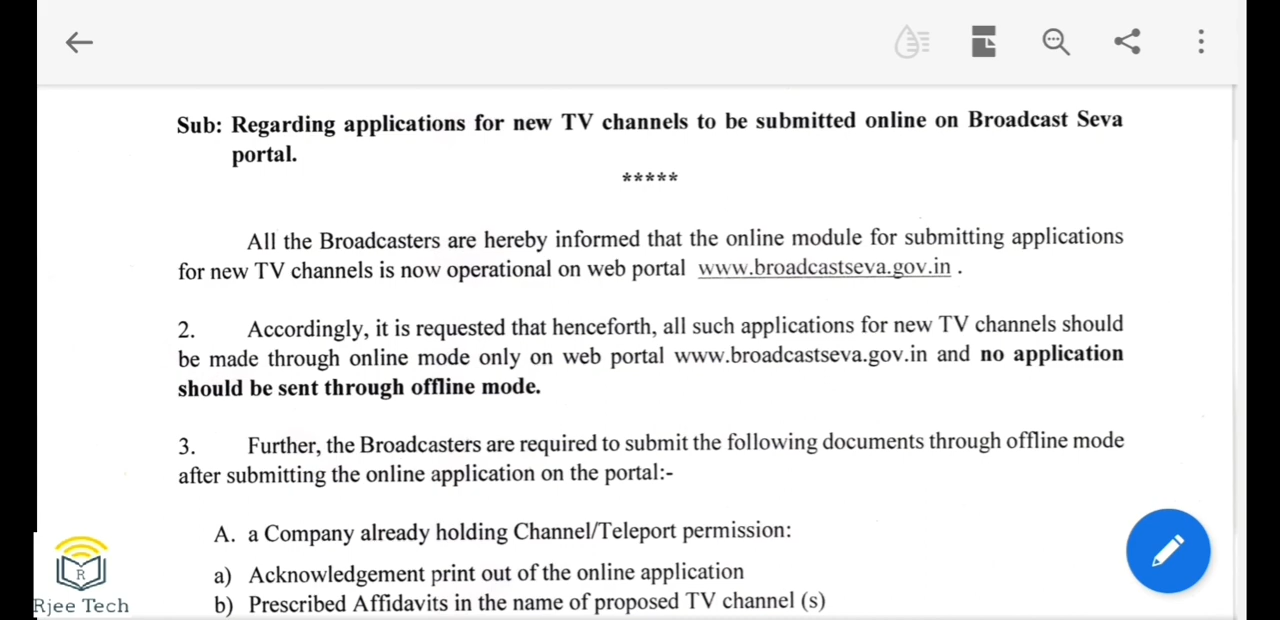 Sub: Regarding applications for new TV channels to be submitted online on Broadcast Seva
portal.
*****
All the Broadcasters are hereby informed that the online module for submitting applications
for new TV channels is now operational on web portal www.broadcastseva.gov.in .
2. Accordingly, it is requested that henceforth, all such applications for new TV channels should
be made through online mode only on web portal www.broadcastseva.gov.in and no application
should be sent through offline mode.
3. Further, the Broadcasters are required to submit the following documents through offline mode
after submitting the online application on the portal:-
A. a Company already holding Channel/Teleport permission:
a) Acknowledgement print out of the online application
b) Prescribed Affidavits in the name of proposed TV channel (s)
R
Rjee Tech